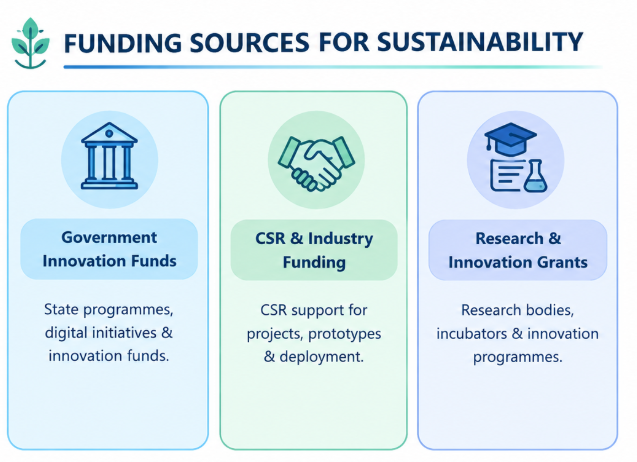 FUNDING SOURCES FOR SUSTAINABILITY
Government
Innovation Funds
State programmes,
digital initiatives &
innovation funds.
CSR & Industry
Funding
CSR support for
projects, prototypes
& deployment.
Research &
Innovation Grants
Research bodies,
incubators & innovation
programmes.